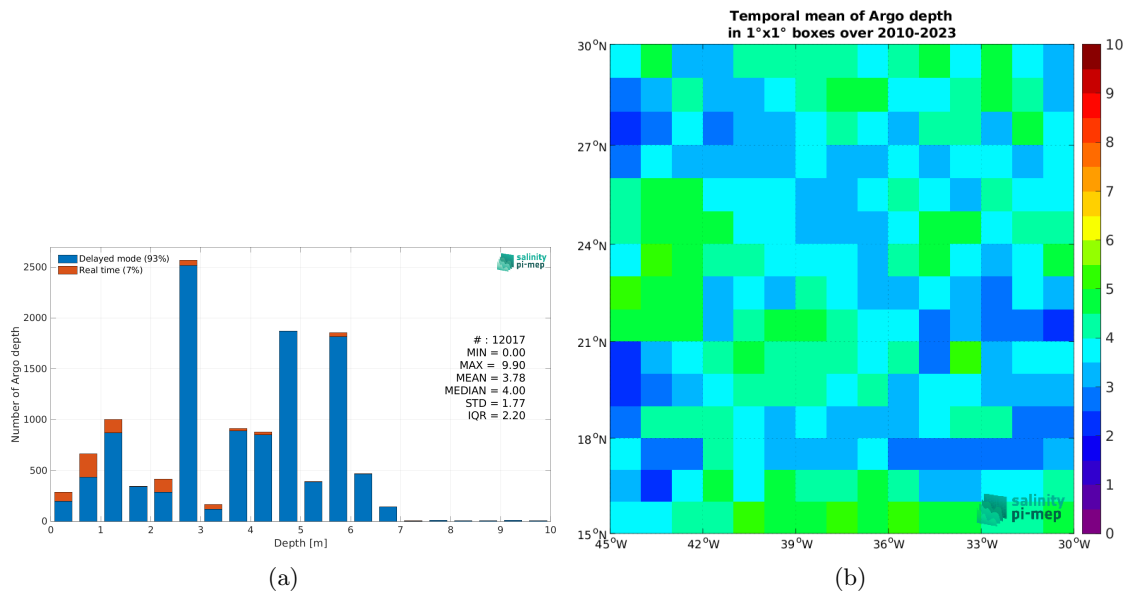 Delayed mode (93%)
Real time (7%)
salinity
pi-mep
# : 12017
MIN = 0.00
MAX = 9.90
MEAN = 3.78
MEDIAN = 4.00
STD = 1.77
IQR = 2.20
Number of Argo depth
2500
2000
1500
1000
500
0
0 1 2 3 4 5 6 7 8 9 10
Depth [m]
(a)
Temporal mean of Argo depth
in 1°x1° boxes over 2010-2023
30°N
27°N
24°N
21°N
18°N
15°N
45°W 42°W 39°W 36°W 33°W 30°W
10
9
8
7
6
5
4
3
2
1
0
salinity
pi-mep
(b)